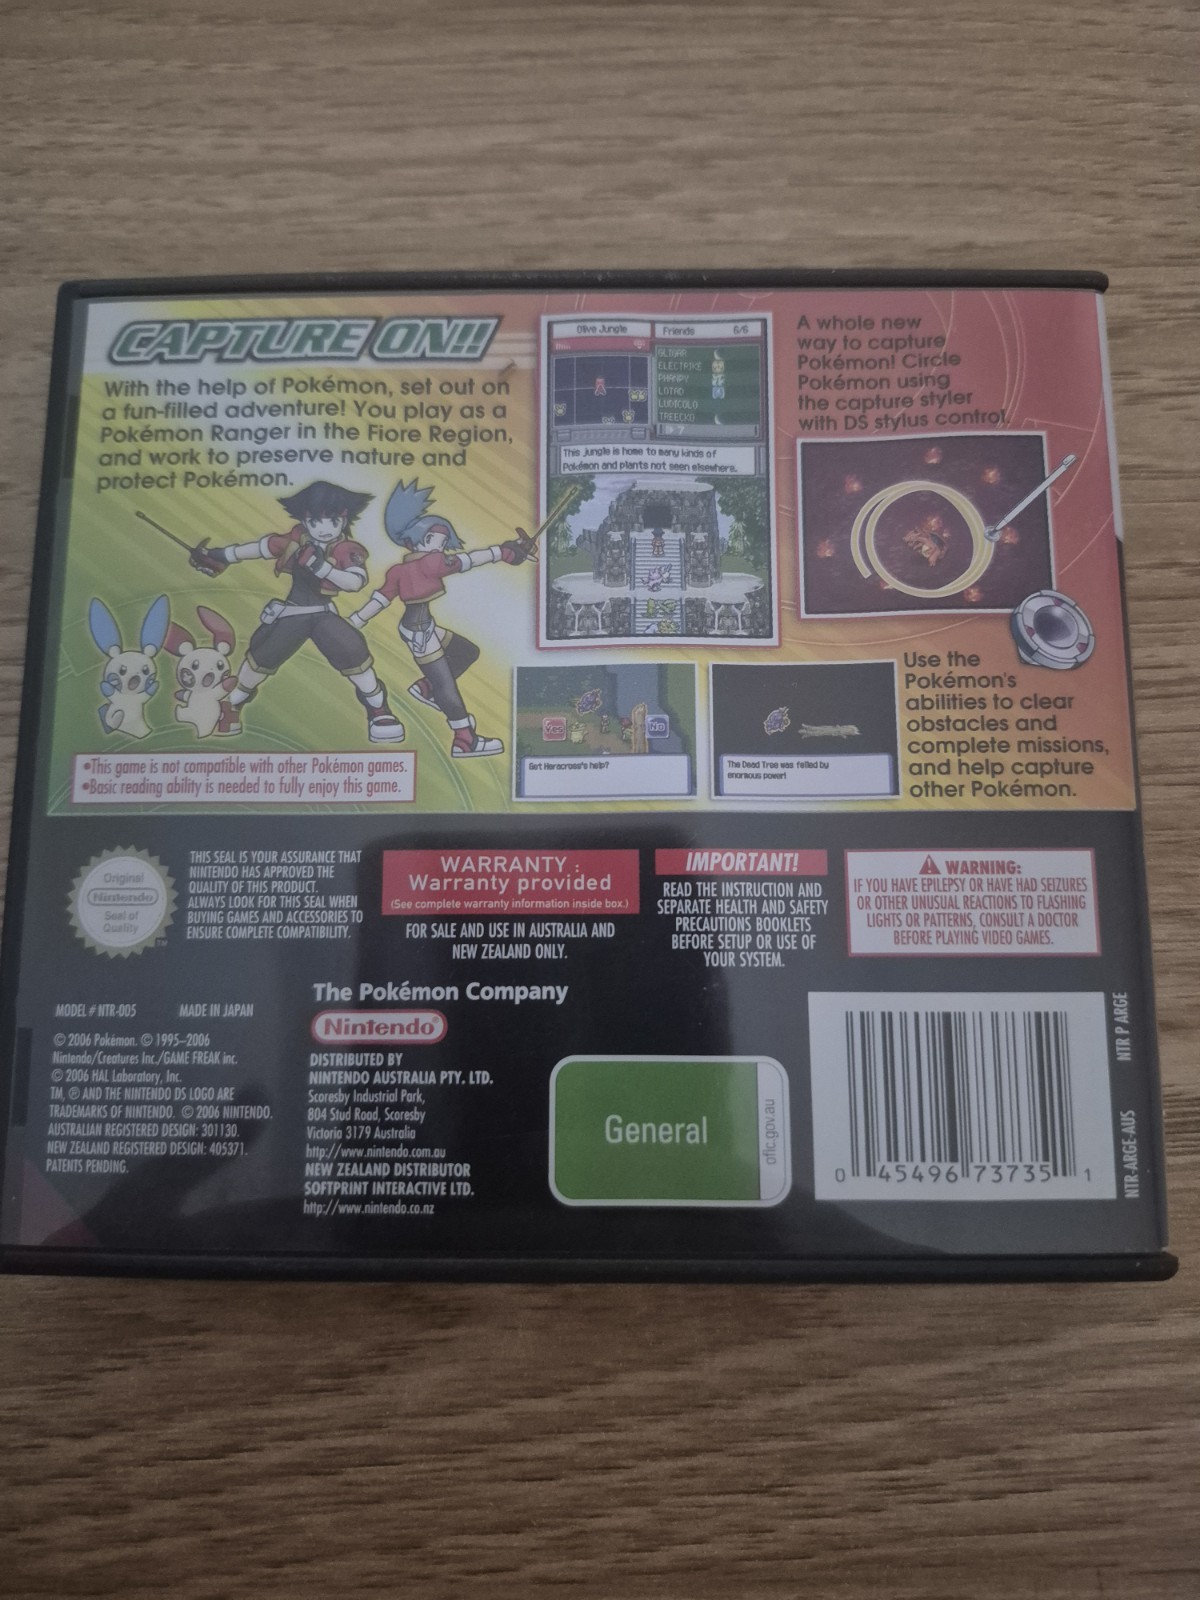 CAPTURE ON!!
With the help of Pokémon, set out on
a fun-filled adventure! You play as a
Pokémon Ranger in the Fiore Region,
and work to preserve nature and
protect Pokémon.
Olive Jungle
Friends 6/6
GLIGAR
ELECTRIKE
PHANPY
LOTAD
LUDICOLO
TREECKO
This jungle is home to many kinds of
Pokémon and plants not seen elsewhere.
A whole new
way to capture
Pokémon! Circle
Pokémon using
the capture styler
with DS stylus control.
Yes
No
Get Heracross's help?
The Dead Tree was felled by
enormous power!
Use the
Pokémon's
abilities to clear
obstacles and
complete missions,
and help capture
other Pokémon.
•This game is not compatible with other Pokémon games.
•Basic reading ability is needed to fully enjoy this game.
Original
Nintendo
Seal of
Quality
TM
THIS SEAL IS YOUR ASSURANCE THAT
NINTENDO HAS APPROVED THE
QUALITY OF THIS PRODUCT.
ALWAYS LOOK FOR THIS SEAL WHEN
BUYING GAMES AND ACCESSORIES TO
ENSURE COMPLETE COMPATIBILITY.
WARRANTY :
Warranty provided
(See complete warranty information inside box.)
FOR SALE AND USE IN AUSTRALIA AND
NEW ZEALAND ONLY.
IMPORTANT!
READ THE INSTRUCTION AND
SEPARATE HEALTH AND SAFETY
PRECAUTIONS BOOKLETS
BEFORE SETUP OR USE OF
YOUR SYSTEM.
WARNING:
IF YOU HAVE EPILEPSY OR HAVE HAD SEIZURES
OR OTHER UNUSUAL REACTIONS TO FLASHING
LIGHTS OR PATTERNS, CONSULT A DOCTOR
BEFORE PLAYING VIDEO GAMES.
MODEL # NTR-005 MADE IN JAPAN
© 2006 Pokémon. © 1995–2006
Nintendo/Creatures Inc./GAME FREAK inc.
© 2006 HAL Laboratory, Inc.
TM, ® AND THE NINTENDO DS LOGO ARE
TRADEMARKS OF NINTENDO. © 2006 NINTENDO.
AUSTRALIAN REGISTERED DESIGN: 301130.
NEW ZEALAND REGISTERED DESIGN: 405371.
PATENTS PENDING.
The Pokémon Company
Nintendo®
DISTRIBUTED BY
NINTENDO AUSTRALIA PTY. LTD.
Scoresby Industrial Park,
804 Stud Road, Scoresby
Victoria 3179 Australia
http://www.nintendo.com.au
NEW ZEALAND DISTRIBUTOR
SOFTPRINT INTERACTIVE LTD.
http://www.nintendo.co.nz
General
oflc.gov.au
0 45496 73735 1
NTR P ARGE
NTR-ARGE-AUS